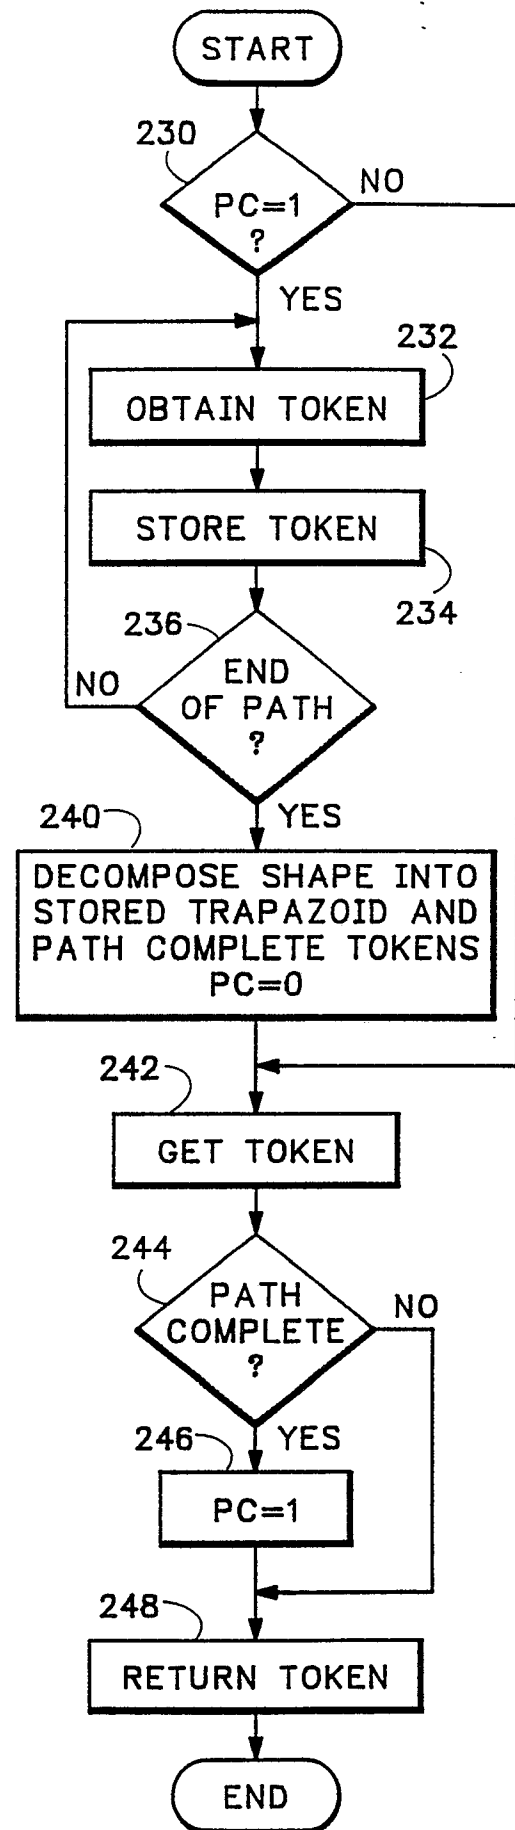 START
230
PC=1
?
NO
YES
232
OBTAIN TOKEN
STORE TOKEN
234
236
END
OF PATH
?
NO
YES
240
DECOMPOSE SHAPE INTO
STORED TRAPAZOID AND
PATH COMPLETE TOKENS
PC=0
242
GET TOKEN
244
PATH
COMPLETE
?
NO
YES
246
PC=1
248
RETURN TOKEN
END